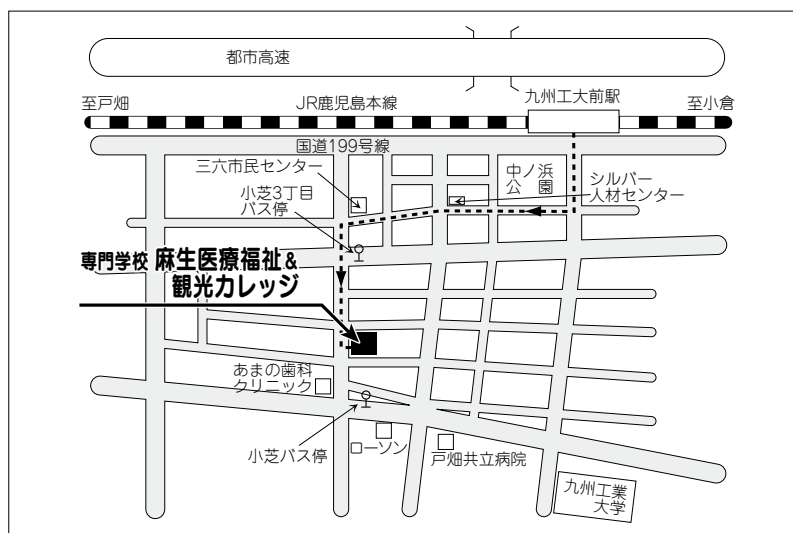 都市高速
九州工大前駅
至戸畑
JR鹿児島本線
至小倉
国道199号線
三六市民センター
中ノ浜
公園
シルバー
人材センター
小芝3丁目
バス停
専門学校 麻生医療福祉&
観光カレッジ
あまの歯科
クリニック
小芝バス停
ローソン
戸畑共立病院
九州工業
大学